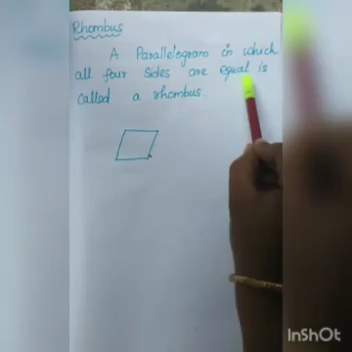 Rhombus
A Parallelogram in which
all four sides are equal is
called a rhombus.
InShOt